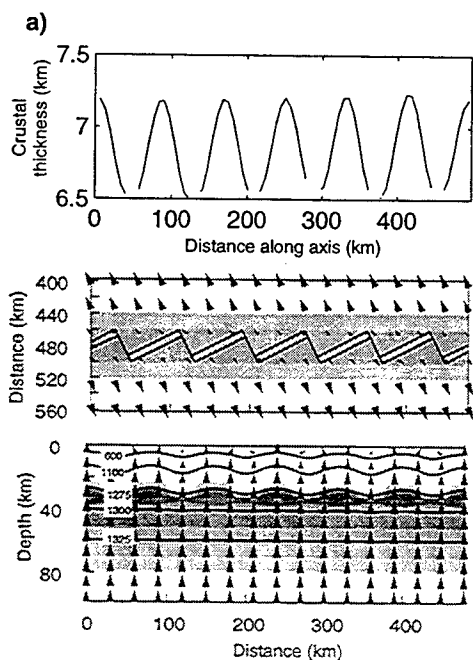 a)
7.5
7
6.5
Crustal
thickness (km)
0 100 200 300 400
Distance along axis (km)
400
440
480
520
560
Distance (km)
0
40
80
Depth (km)
600
1100
1275
1300
1325
0 100 200 300 400
Distance (km)